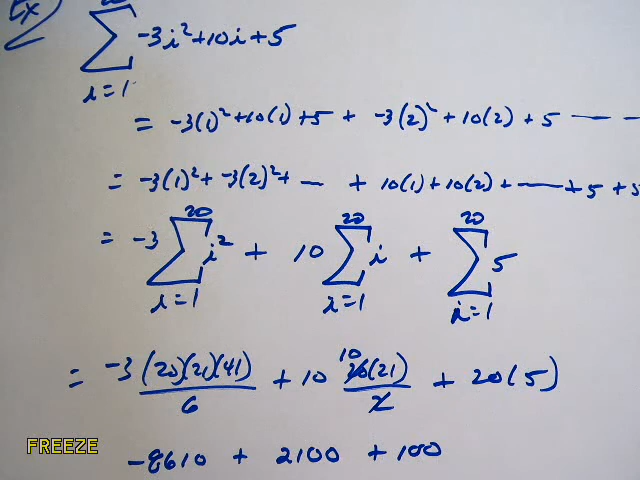 Ex
20
∑ -3i²+10i+5
i=1
= -3(1)²+10(1)+5 + -3(2)²+10(2)+5 ——
= -3(1)²+-3(2)²+ — + 10(1)+10(2)+ —— +5+5
20 20 20
= -3 ∑ i² + 10 ∑ i + ∑ 5
i=1 i=1 i=1
10
= -3(20)(21)(41) + 10 20(21) + 20(5)
6 2
FREEZE
-8610 + 2100 + 100